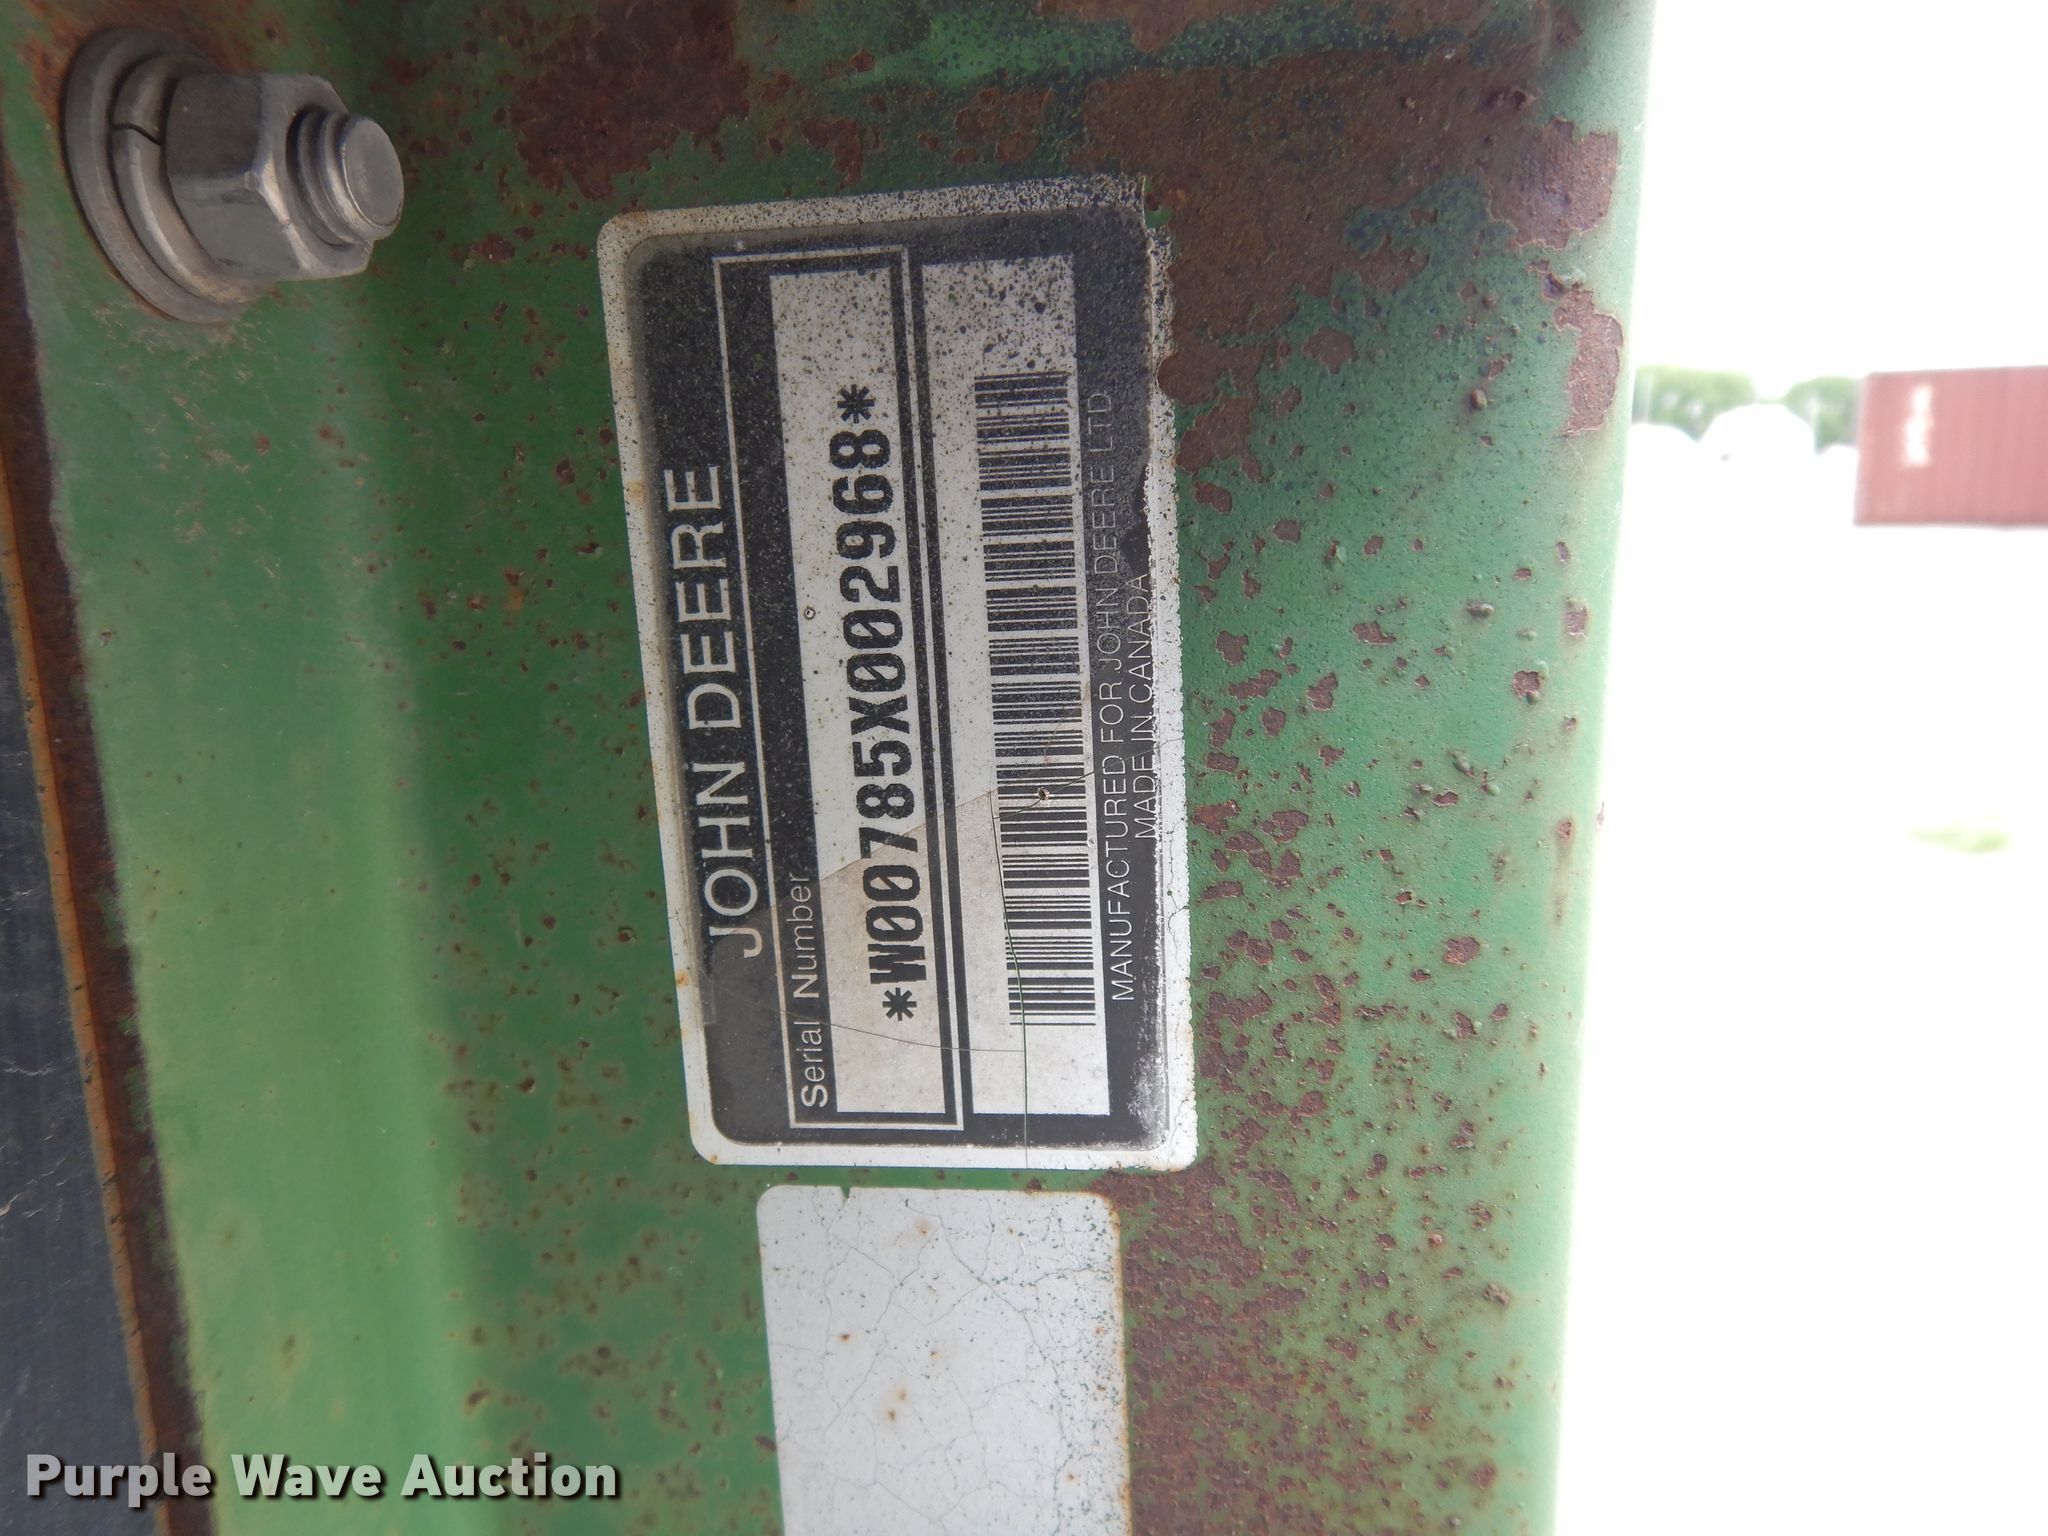 JOHN DEERE
Serial Number
*W00785X002968*
MANUFACTURED FOR JOHN DEERE LTD.
MADE IN CANADA
Purple Wave Auction